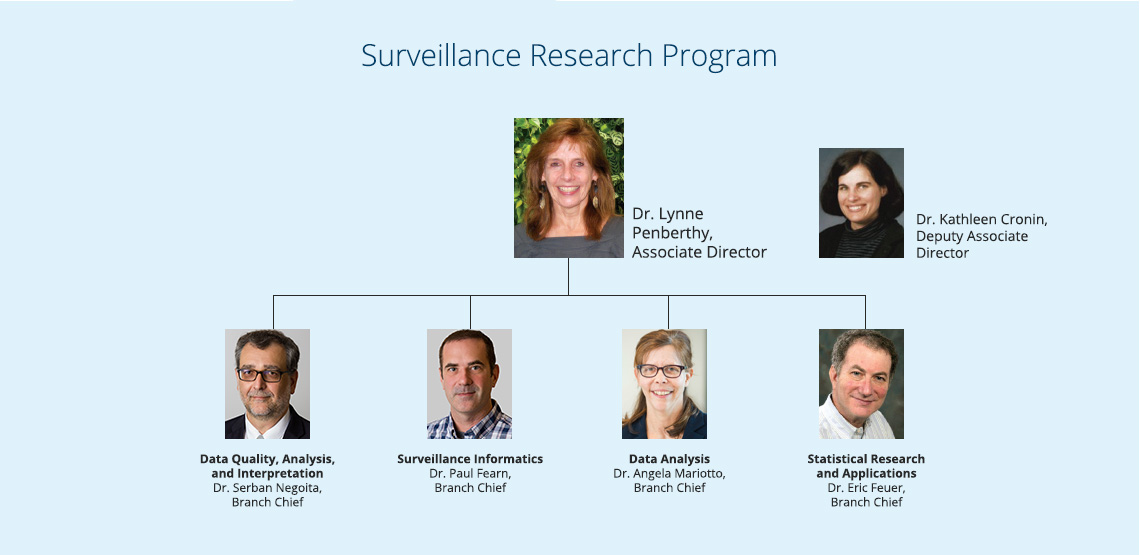 Surveillance Research Program
Dr. Lynne
Penberthy,
Associate Director
Dr. Kathleen Cronin,
Deputy Associate
Director
Data Quality, Analysis,
and Interpretation
Dr. Serban Negoita,
Branch Chief
Surveillance Informatics
Dr. Paul Fearn,
Branch Chief
Data Analysis
Dr. Angela Mariotto,
Branch Chief
Statistical Research
and Applications
Dr. Eric Feuer,
Branch Chief